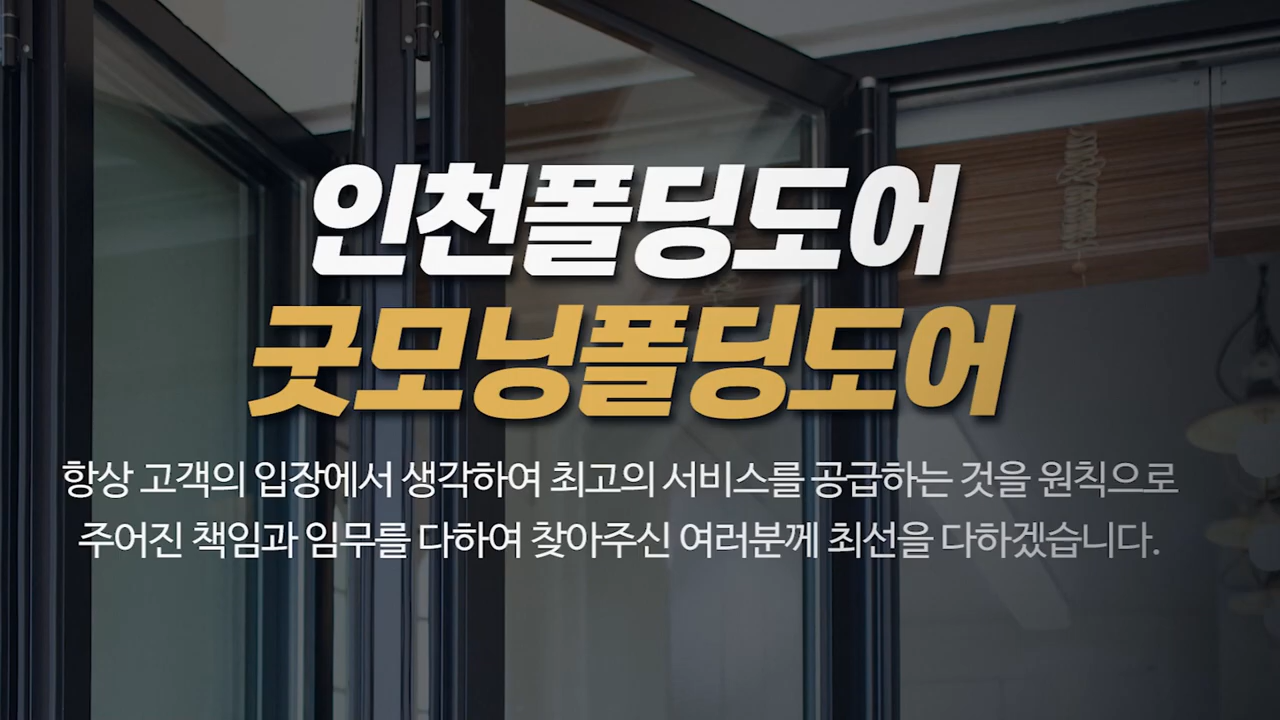 인천폴딩도어
굿모닝폴딩도어
항상 고객의 입장에서 생각하여 최고의 서비스를 공급하는 것을 원칙으로
주어진 책임과 임무를 다하여 찾아주신 여러분께 최선을 다하겠습니다.